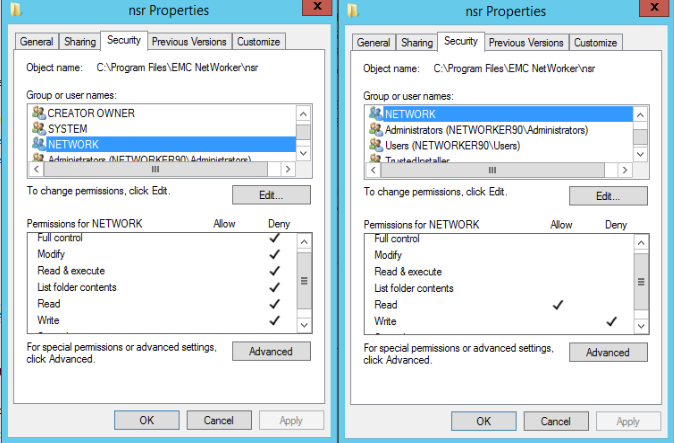 nsr Properties
x
General Sharing Security Previous Versions Customize
Object name: C:\Program Files\EMC NetWorker\nsr
Group or user names:
CREATOR OWNER
SYSTEM
NETWORK
Administrators (NETWORKER90\Administrators)
To change permissions, click Edit.
Edit...
Permissions for NETWORK Allow Deny
Full control
Modify
Read & execute
List folder contents
Read
Write
For special permissions or advanced settings,
click Advanced.
Advanced
OK Cancel Apply
nsr Properties
x
General Sharing Security Previous Versions Customize
Object name: C:\Program Files\EMC NetWorker\nsr
Group or user names:
NETWORK
Administrators (NETWORKER90\Administrators)
Users (NETWORKER90\Users)
TrustedInstaller
To change permissions, click Edit.
Edit...
Permissions for NETWORK Allow Deny
Full control
Modify
Read & execute
List folder contents
Read
Write
For special permissions or advanced settings,
click Advanced.
Advanced
OK Cancel Apply